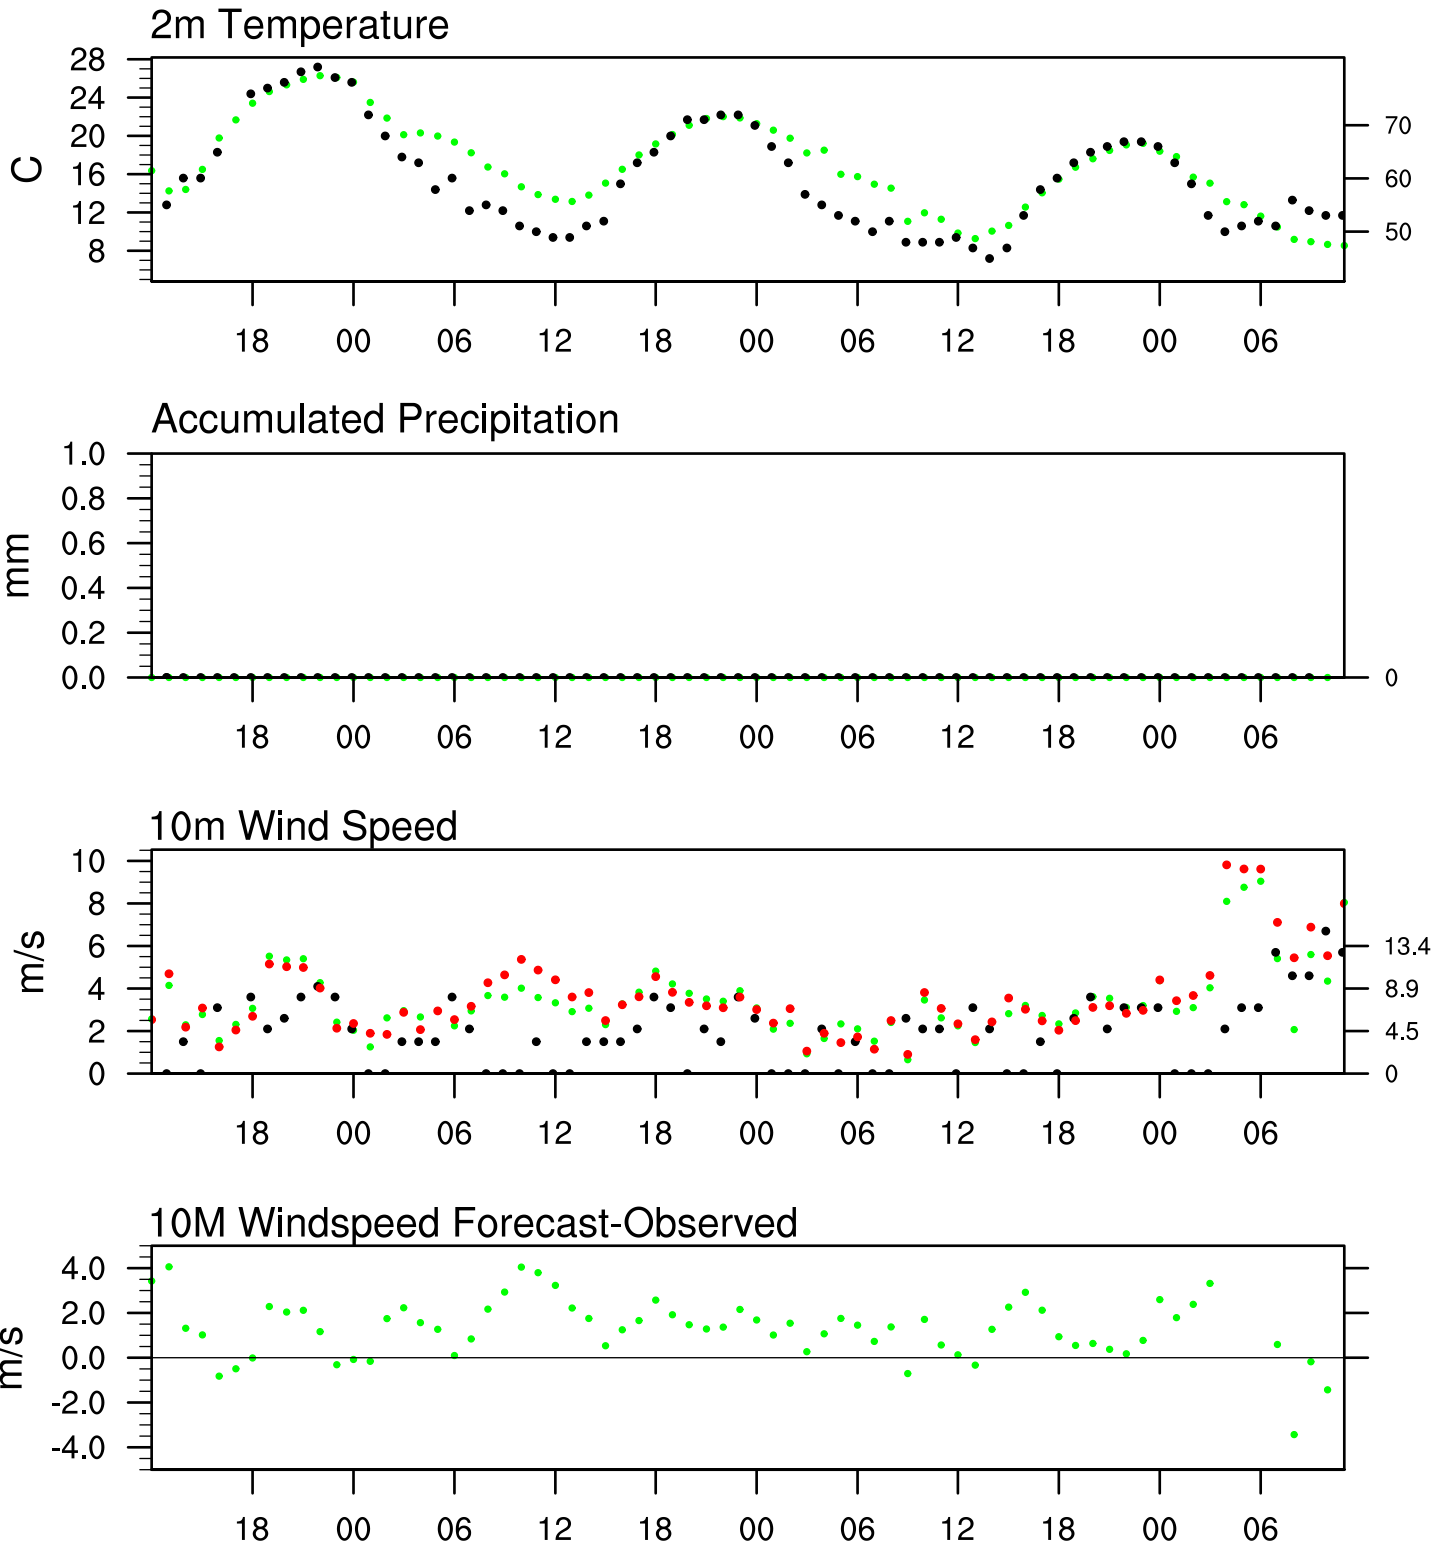 2m Temperature
28
24
20
16
12
8
C
70
60
50
18 00 06 12 18 00 06 12 18 00 06
Accumulated Precipitation
1.0
0.8
0.6
0.4
0.2
0.0
mm
0
18 00 06 12 18 00 06 12 18 00 06
10m Wind Speed
10
8
6
4
2
0
m/s
13.4
8.9
4.5
0
18 00 06 12 18 00 06 12 18 00 06
10M Windspeed Forecast-Observed
4.0
2.0
0.0
-2.0
-4.0
m/s
18 00 06 12 18 00 06 12 18 00 06